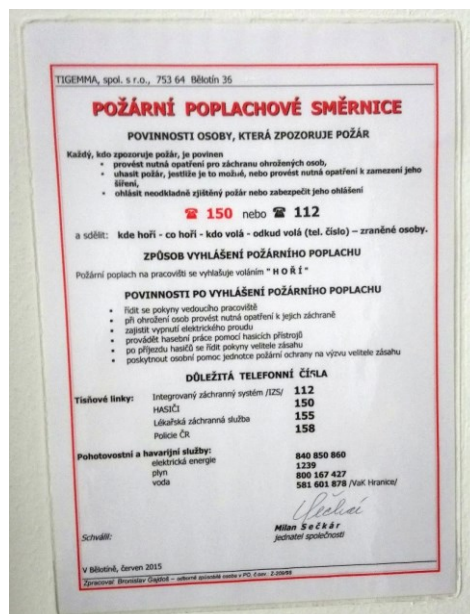 TIGEMMA, spol. s r.o., 753 64 Bělotín 36
POŽÁRNÍ POPLACHOVÉ SMĚRNICE
POVINNOSTI OSOBY, KTERÁ ZPOZORUJE POŽÁR
Každý, kdo zpozoruje požár, je povinen
• provést nutná opatření pro záchranu ohrožených osob,
• uhasit požár, jestliže je to možné, nebo provést nutná opatření k zamezení jeho
šíření,
• ohlásit neodkladně zjištěný požár nebo zabezpečit jeho ohlášení
☎ 150 nebo ☎ 112
a sdělit: kde hoří - co hoří - kdo volá - odkud volá (tel. číslo) – zraněné osoby.
ZPŮSOB VYHLÁŠENÍ POŽÁRNÍHO POPLACHU
Požární poplach na pracovišti se vyhlašuje voláním " H O Ř Í "
POVINNOSTI PO VYHLÁŠENÍ POŽÁRNÍHO POPLACHU
• řídit se pokyny vedoucího pracoviště
• při ohrožení osob provést nutná opatření k jejich záchraně
• zajistit vypnutí elektrického proudu
• provádět hasební práce pomocí hasicích přístrojů
• po příjezdu hasičů se řídit pokyny velitele zásahu
• poskytnout osobní pomoc jednotce požární ochrany na výzvu velitele zásahu
DŮLEŽITÁ TELEFONNÍ ČÍSLA
Tísňové linky: Integrovaný záchranný systém /IZS/ 112
HASIČI 150
Lékařská záchranná služba 155
Policie ČR 158
Pohotovostní a havarijní služby: 840 850 860
elektrická energie 1239
plyn 800 167 427
voda 581 601 878 /VaK Hranice/
Milan Sečkár
Schválil: jednatel společnosti
V Bělotíně, červen 2015
Zpracoval: Bronislav Gajdoš – odborně způsobilá osoba v PO,